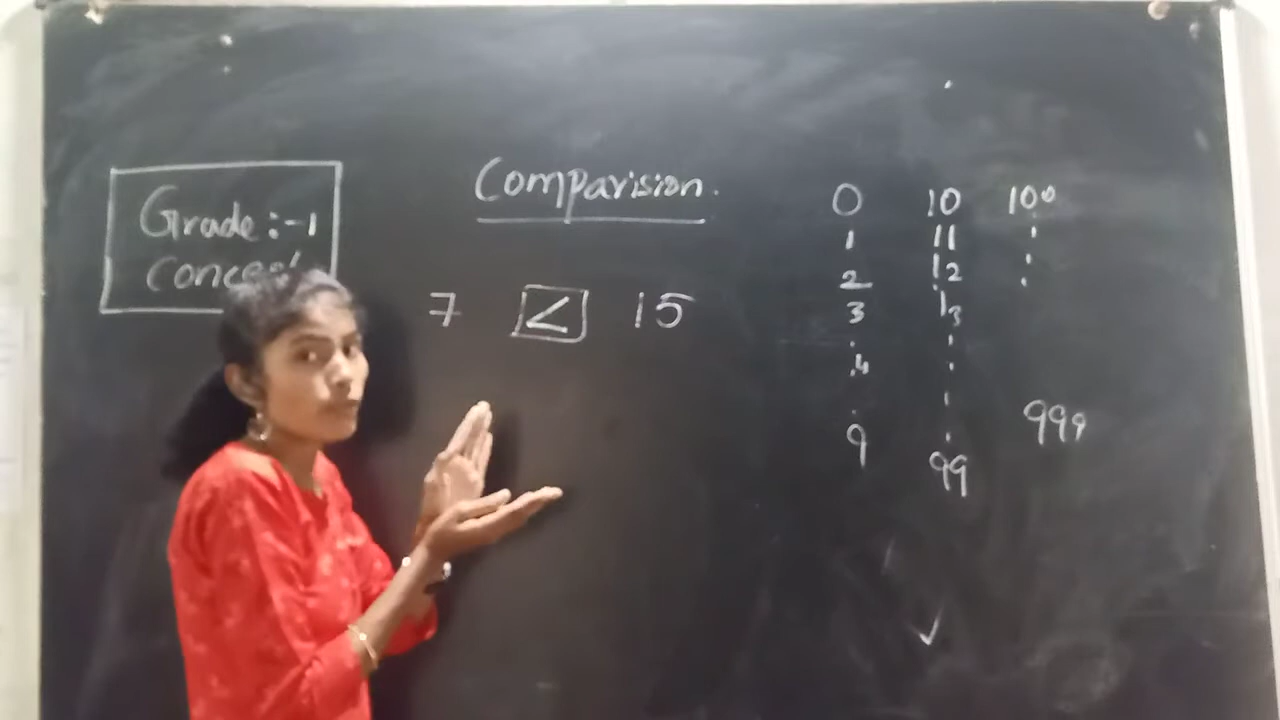 Grade :- 1
Comparision.
7 < 15
0 10 100
1 11
2 12
3 13
4
9 99 999